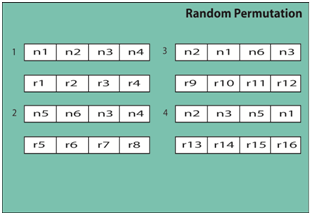 Random Permutation
1 n1 n2 n3 n4
r1 r2 r3 r4
2 n5 n6 n3 n4
r5 r6 r7 r8
3 n2 n1 n6 n3
r9 r10 r11 r12
4 n2 n3 n5 n1
r13 r14 r15 r16